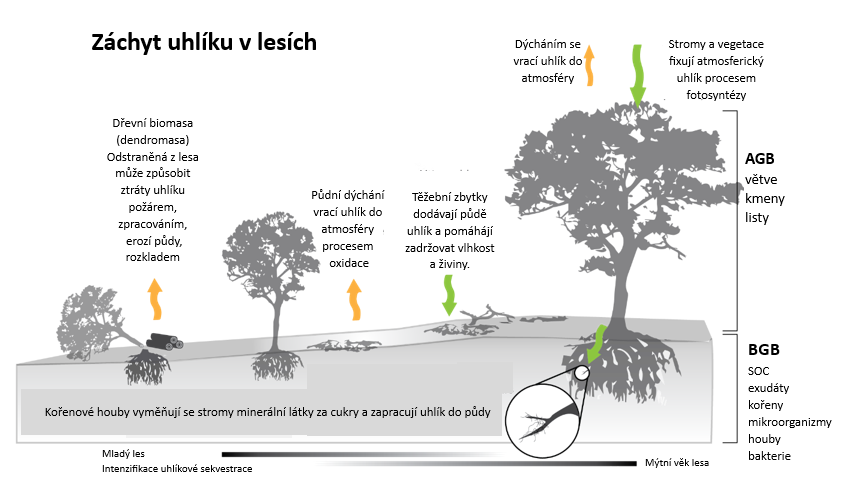 Záchyt uhlíku v lesích
Dýcháním se
vrací uhlík do
atmosféry
Stromy a vegetace
fixují atmosferický
uhlík procesem
fotosyntézy
Dřevní biomasa
(dendromasa)
Odstraněná z lesa
může způsobit
ztráty uhlíku
požárem,
zpracováním,
erozí půdy,
rozkladem
Půdní dýchání
vrací uhlík do
atmosféry
procesem
oxidace
Těžební zbytky
dodávají půdě
uhlík a pomáhájí
zadržovat vlhkost
a živiny.
AGB
větve
kmeny
listy
BGB
SOC
exudáty
kořeny
mikroorganizmy
houby
bakterie
Kořenové houby vyměňují se stromy minerální látky za cukry a zapracují uhlík do půdy
Mladý les
Intenzifikace uhlíkové sekvestrace
Mýtní věk lesa